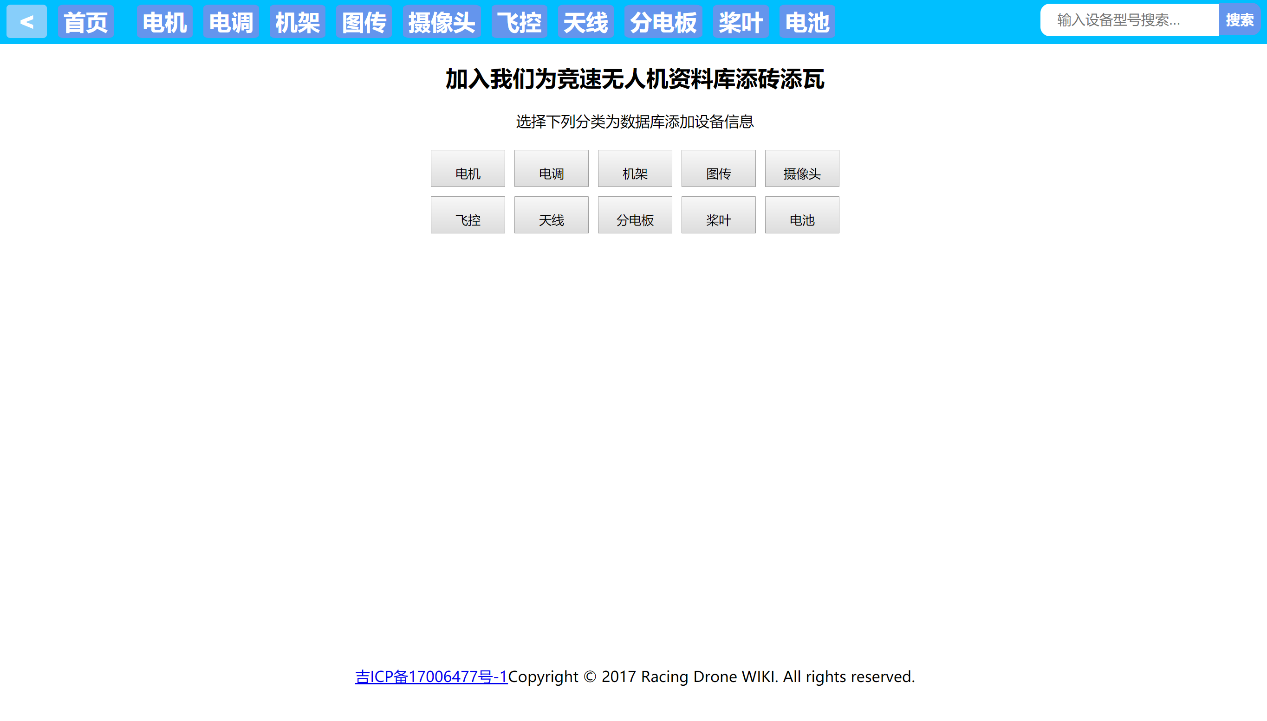 < 首页 电机 电调 机架 图传 摄像头 飞控 天线 分电板 桨叶 电池 输入设备型号搜索... 搜索
加入我们为竞速无人机资料库添砖添瓦
选择下列分类为数据库添加设备信息
电机 电调 机架 图传 摄像头
飞控 天线 分电板 桨叶 电池
吉ICP备17006477号-1Copyright © 2017 Racing Drone WIKI. All rights reserved.